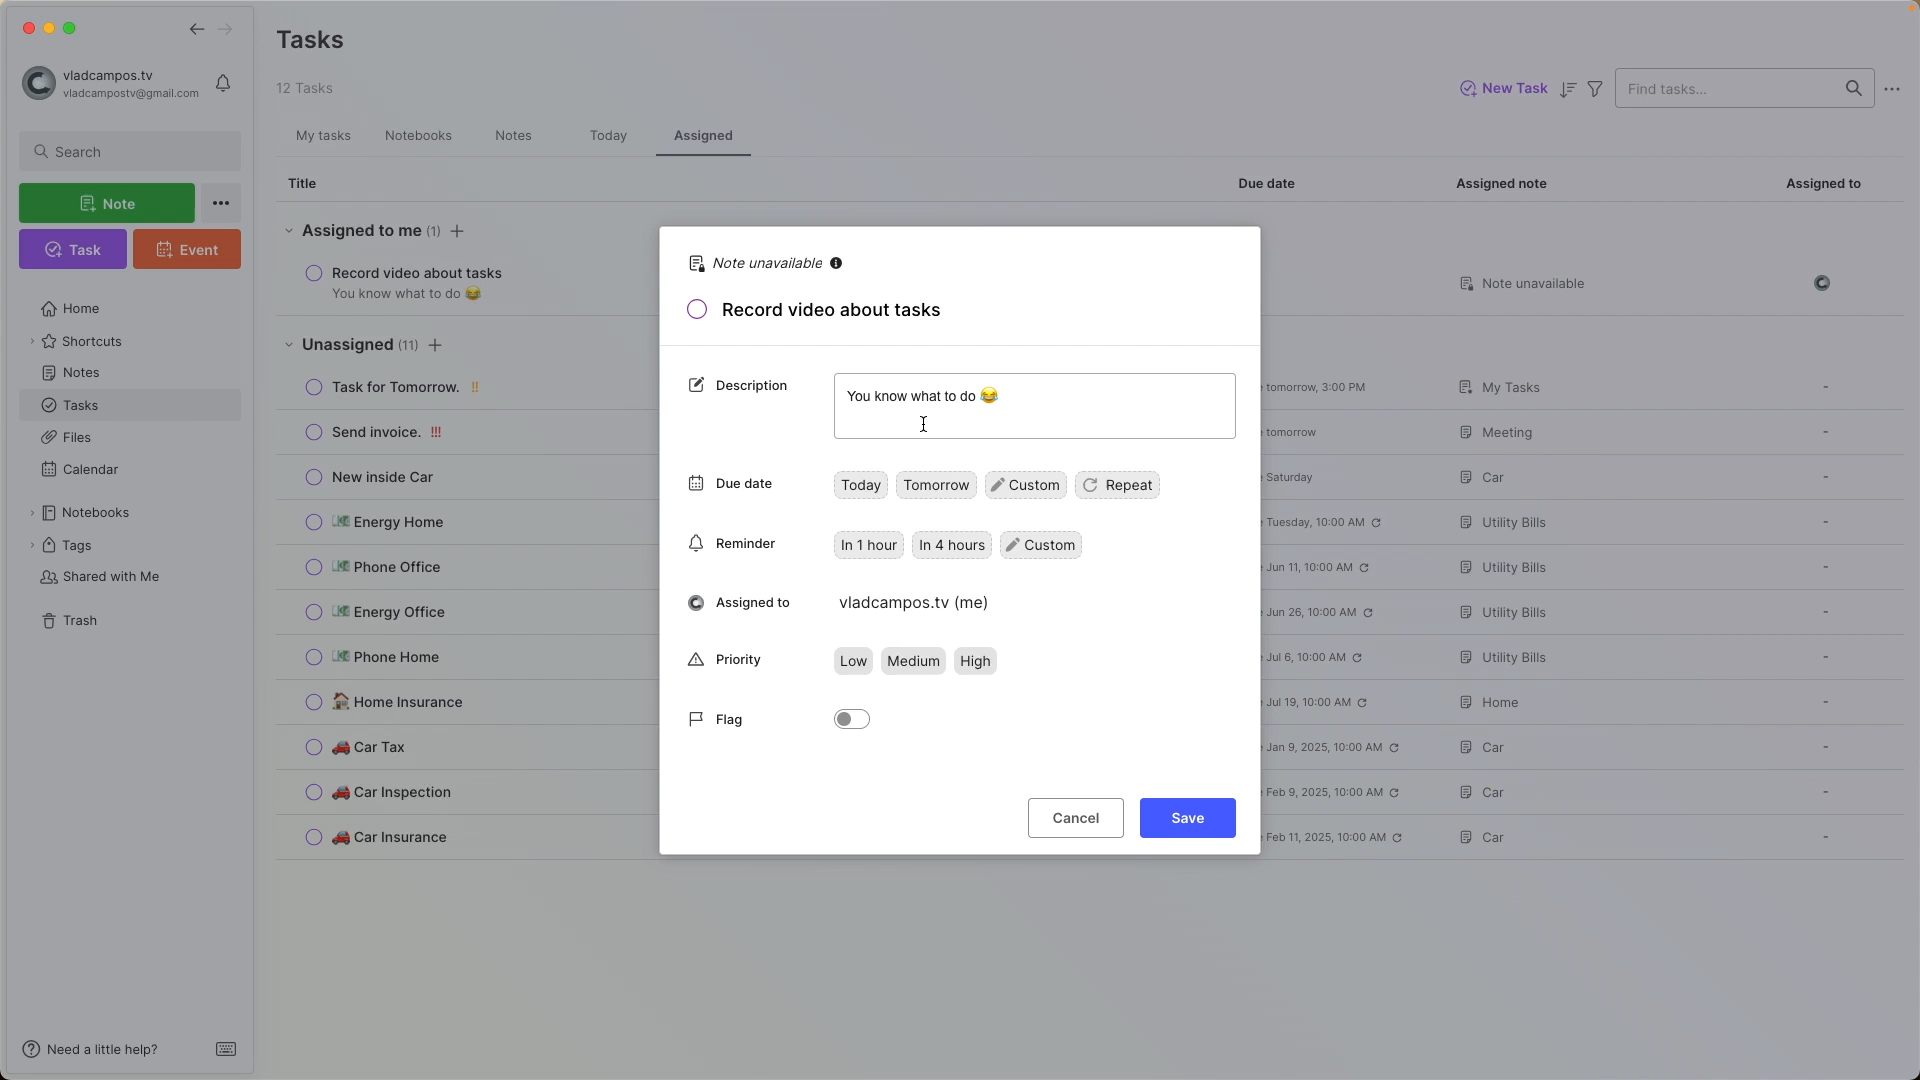 Tasks
vladcampos.tv
vladcampostv@gmail.com
12 Tasks
New Task
Find tasks...
My tasks
Notebooks
Notes
Today
Assigned
Search
Title
Due date
Assigned note
Assigned to
Note
Task
Event
Home
Shortcuts
Notes
Tasks
Files
Calendar
Notebooks
Tags
Shared with Me
Trash
Need a little help?
Assigned to me (1)
Record video about tasks
You know what to do 😂
Note unavailable
Unassigned (11)
Task for Tomorrow. !!
tomorrow, 3:00 PM
My Tasks
-
Send invoice. !!!
tomorrow
Meeting
-
New inside Car
Saturday
Car
-
💵 Energy Home
Tuesday, 10:00 AM
Utility Bills
-
💵 Phone Office
Jun 11, 10:00 AM
Utility Bills
-
💵 Energy Office
Jun 26, 10:00 AM
Utility Bills
-
💵 Phone Home
Jul 6, 10:00 AM
Utility Bills
-
🏠 Home Insurance
Jul 19, 10:00 AM
Home
-
🚗 Car Tax
Jan 9, 2025, 10:00 AM
Car
-
🚗 Car Inspection
Feb 9, 2025, 10:00 AM
Car
-
🚗 Car Insurance
Feb 11, 2025, 10:00 AM
Car
-
Note unavailable
Record video about tasks
Description
You know what to do 😂
Due date
Today Tomorrow Custom Repeat
Reminder
In 1 hour In 4 hours Custom
Assigned to
vladcampos.tv (me)
Priority
Low Medium High
Flag
Cancel
Save